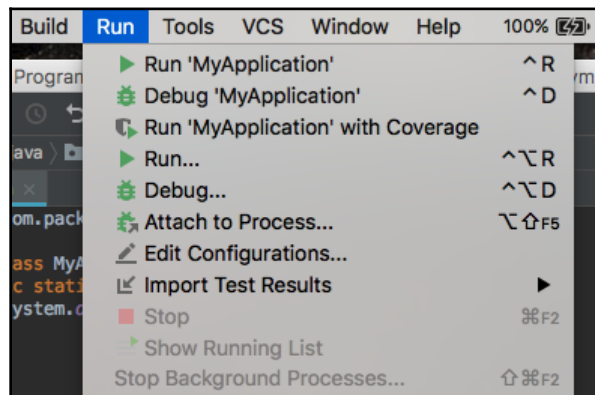 Build Run Tools VCS Window Help 100%
Program
Run 'MyApplication' ^R
Debug 'MyApplication' ^D
Run 'MyApplication' with Coverage
ava
Run... ^⌥R
Debug... ^⌥D
om.pack
Attach to Process... ⌥⇧F5
Edit Configurations...
ass MyA
c stati
Import Test Results ▶
ystem.
Stop ⌘F2
Show Running List
Stop Background Processes... ⇧⌘F2